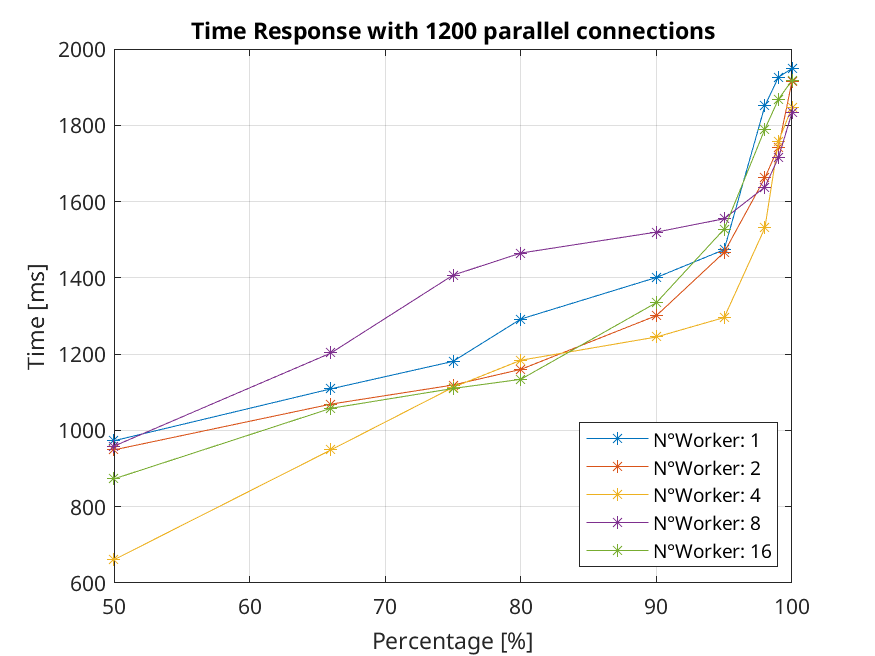 Time Response with 1200 parallel connections
2000
1800
1600
1400
1200
1000
800
600
Time [ms]
50
60
70
80
90
100
Percentage [%]
N°Worker: 1
N°Worker: 2
N°Worker: 4
N°Worker: 8
N°Worker: 16